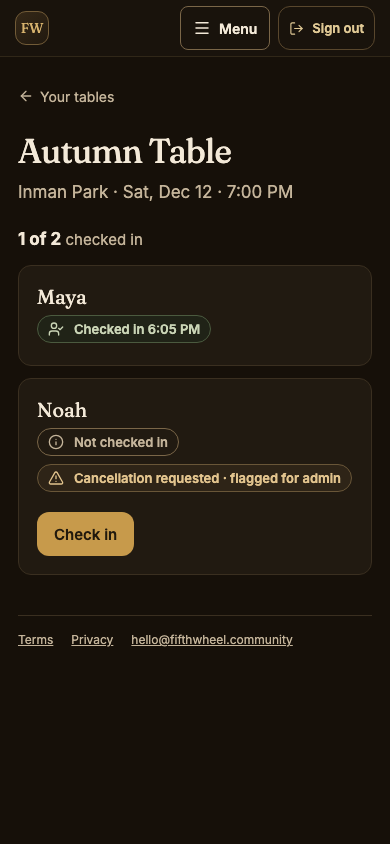 FW
Menu
Sign out
Your tables
Autumn Table
Inman Park · Sat, Dec 12 · 7:00 PM
1 of 2 checked in
Maya
Checked in 6:05 PM
Noah
Not checked in
Cancellation requested · flagged for admin
Check in
Terms Privacy hello@fifthwheel.community